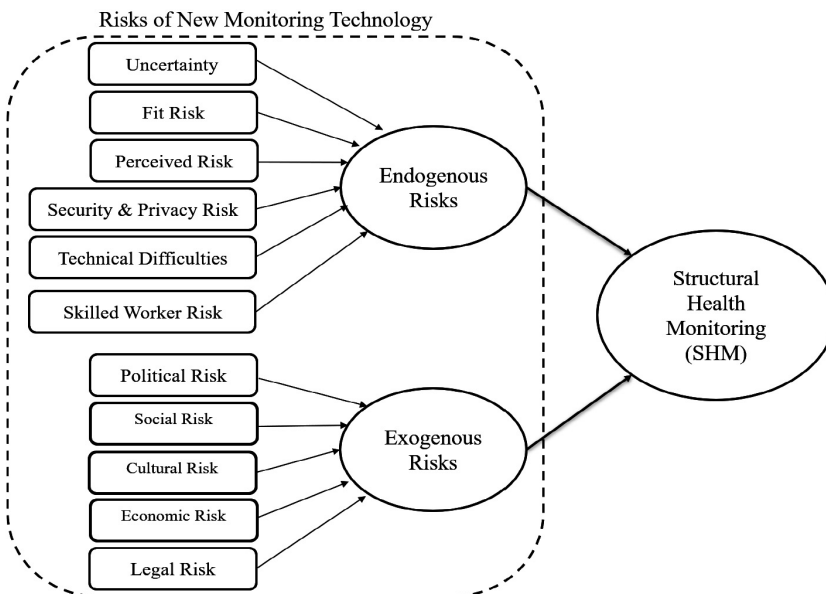 Risks of New Monitoring Technology
Uncertainty
Fit Risk
Perceived Risk
Security & Privacy Risk
Technical Difficulties
Skilled Worker Risk
Endogenous
Risks
Political Risk
Social Risk
Cultural Risk
Economic Risk
Legal Risk
Exogenous
Risks
Structural
Health
Monitoring
(SHM)